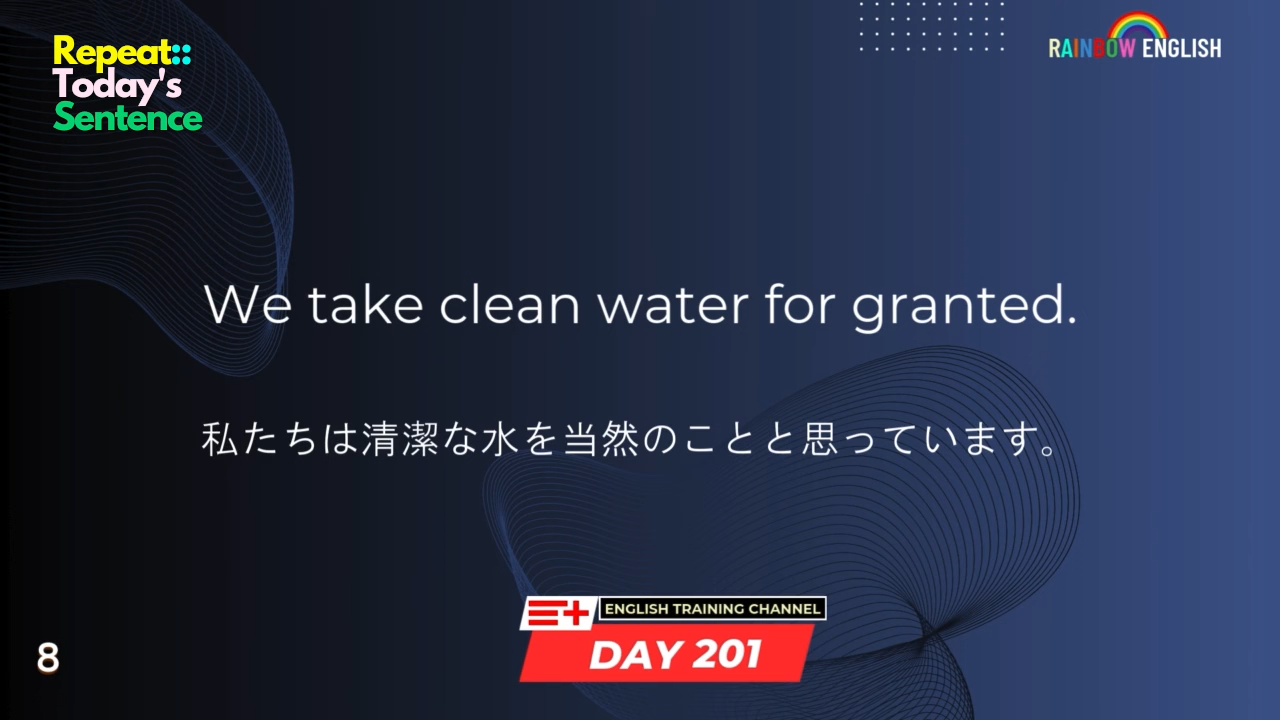 Repeat::
Today's
Sentence
RAINBOW ENGLISH
We take clean water for granted.
私たちは清潔な水を当然のことと思っています。
ENGLISH TRAINING CHANNEL
DAY 201
8